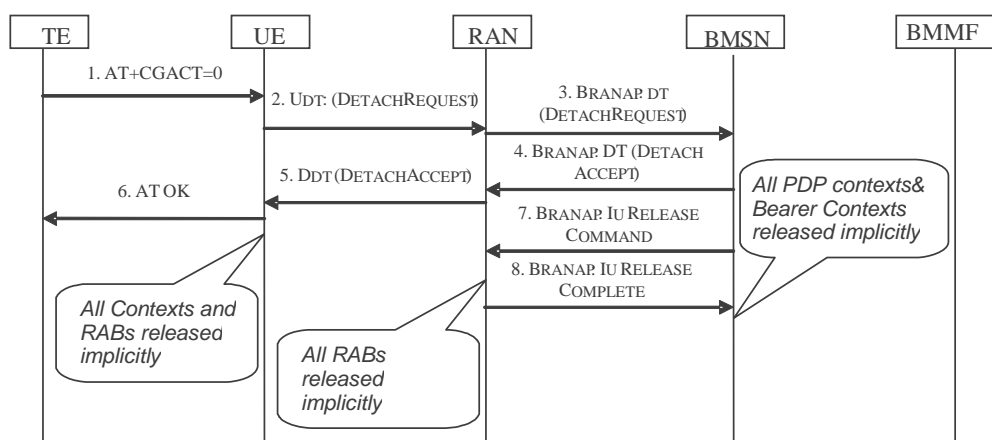 TE
UE
RAN
BMSN
BMMF
1. AT+CGACT=0
2. UDT: (DETACHREQUEST)
3. BRANAP. DT
(DETACHREQUEST)
4. BRANAP. DT (DETACH
ACCEPT)
5. DDT (DETACHACCEPT)
6. AT OK
7. BRANAP. IU RELEASE
COMMAND
8. BRANAP. IU RELEASE
COMPLETE
All PDP contexts&
Bearer Contexts
released implicitly
All Contexts and
RABs released
implicitly
All RABs
released
implicitly